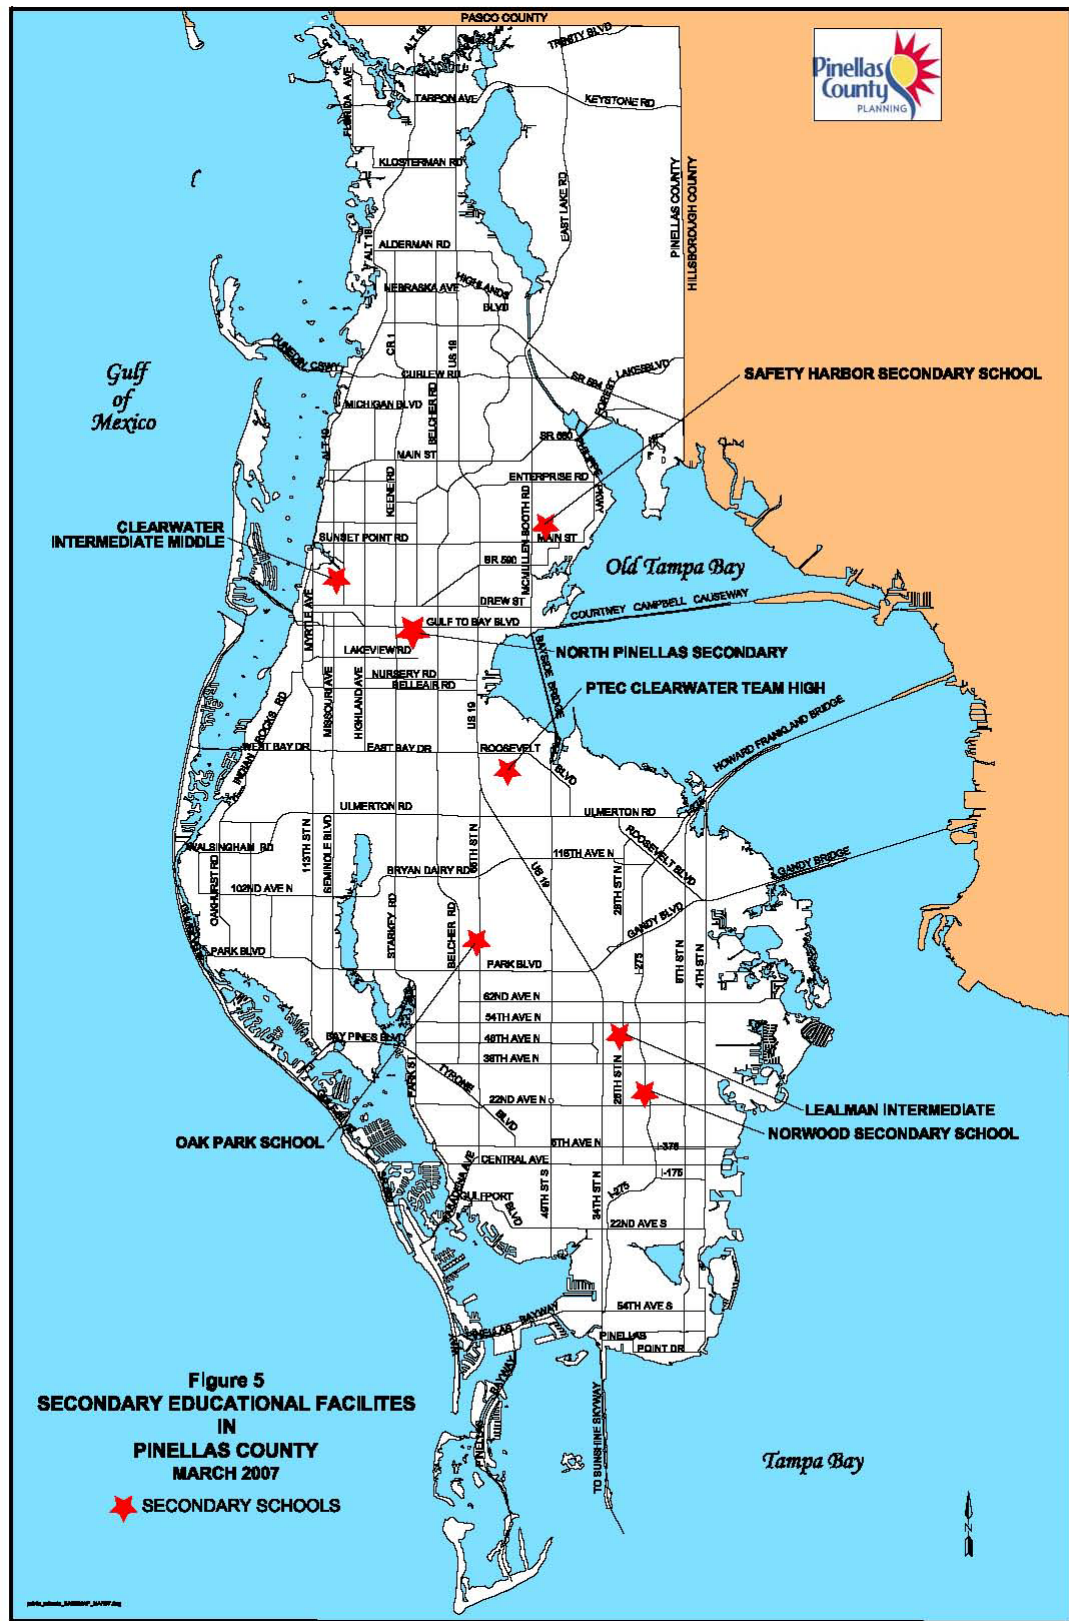 PASCO COUNTY
ALT 19
TRINITY BLVD
Pinellas
County
PLANNING
FLORIDA AVE
TARPON AVE
KEYSTONE RD
KLOSTERMAN RD
EAST LAKE RD
PINELLAS COUNTY
HILLSBOROUGH COUNTY
ALT 19
ALDERMAN RD
NEBRASKA AVE
HIGHLANDS
BLVD
CR 1
US 19
DUNEDIN CSWY
CURLEW RD
SR 584
FOREST LAKESBLVD
Gulf
of
Mexico
SAFETY HARBOR SECONDARY SCHOOL
MICHIGAN BLVD
BELCHER RD
ALT 19
MAIN ST
SR 580
PHILIPPE PKWY
KEENE RD
ENTERPRISE RD
MCMULLEN-BOOTH RD
CLEARWATER
INTERMEDIATE MIDDLE
SUNSET POINT RD
MAIN ST
SR 590
Old Tampa Bay
DREW ST
COURTNEY CAMPBELL CAUSEWAY
MYRTLE AVE
GULF TO BAY BLVD
LAKEVIEW RD
NORTH PINELLAS SECONDARY
BAYSIDE BRIDGE
NURSERY RD
BELLEAIR RD
PTEC CLEARWATER TEAM HIGH
MISSOURI AVE
HIGHLAND AVE
US 19
INDIAN ROCKS RD
WEST BAY DR
EAST BAY DR
ROOSEVELT
BLVD
HOWARD FRANKLAND BRIDGE
ULMERTON RD
ULMERTON RD
WALSINGHAM RD
113TH ST N
SEMINOLE BLVD
66TH ST N
ROOSEVELT BLVD
118TH AVE N
GANDY BRIDGE
BRYAN DAIRY RD
US 19
28TH ST N
102ND AVE N
OAKHURST RD
STARKEY RD
BELCHER RD
GANDY BLVD
PARK BLVD
PARK BLVD
I-275
9TH ST N
4TH ST N
62ND AVE N
54TH AVE N
BAY PINES BLVD
46TH AVE N
38TH AVE N
PARK ST
TYRONE
BLVD
28TH ST N
22ND AVE N
LEALMAN INTERMEDIATE
NORWOOD SECONDARY SCHOOL
OAK PARK SCHOOL
5TH AVE N
I-375
CENTRAL AVE
I-175
PASADENA AVE
GULFPORT
BLVD
49TH ST S
34TH ST N
I-275
22ND AVE S
54TH AVE S
PINELLAS BAYWAY
PINELLAS
POINT DR
PINELLAS BAYWAY
TO SUNSHINE SKYWAY
Figure 5
SECONDARY EDUCATIONAL FACILITES
IN
PINELLAS COUNTY
MARCH 2007
SECONDARY SCHOOLS
Tampa Bay
N